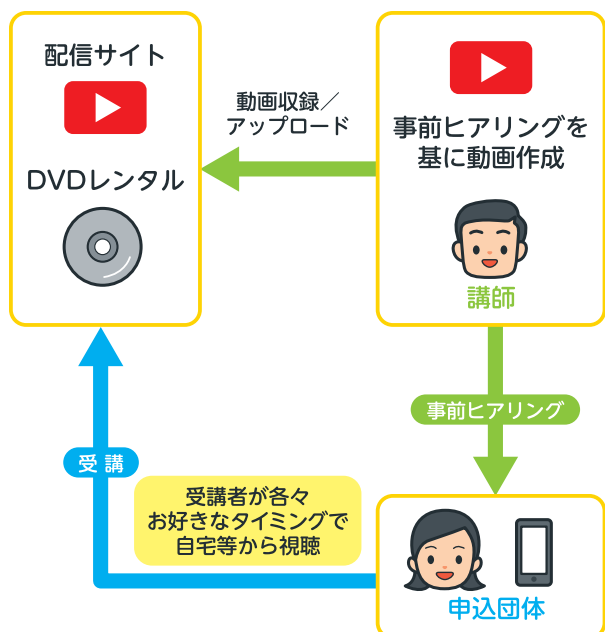 配信サイト
DVDレンタル
動画収録／
アップロード
事前ヒアリングを
基に動画作成
講師
事前ヒアリング
受講
受講者が各々
お好きなタイミングで
自宅等から視聴
申込団体